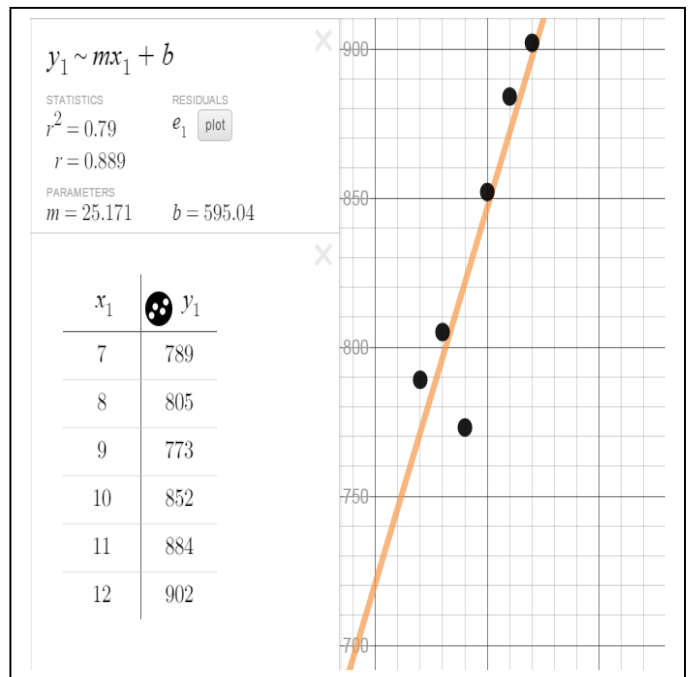 y₁ ~ mx₁ + b
STATISTICS RESIDUALS
r² = 0.79 e₁ plot
r = 0.889
PARAMETERS
m = 25.171 b = 595.04
x₁ y₁
7 789
8 805
9 773
10 852
11 884
12 902
900
850
800
750
700